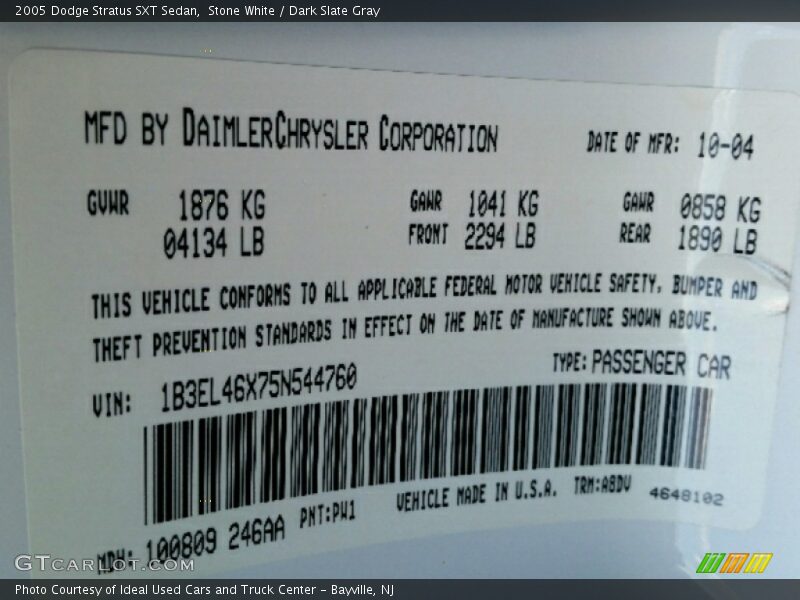 2005 Dodge Stratus SXT Sedan,  Stone White / Dark Slate Gray
MFD BY DAIMLERCHRYSLER CORPORATION DATE OF MFR: 10-04
GVWR 1876 KG GAWR 1041 KG GAWR 0858 KG
04134 LB FRONT 2294 LB REAR 1890 LB
THIS VEHICLE CONFORMS TO ALL APPLICABLE FEDERAL MOTOR VEHICLE SAFETY, BUMPER AND
THEFT PREVENTION STANDARDS IN EFFECT ON THE DATE OF MANUFACTURE SHOWN ABOVE.
VIN: 1B3EL46X75N544760 TYPE: PASSENGER CAR
MDH: 100809 246AA PNT:PW1 VEHICLE MADE IN U.S.A. TRM:A8DV 4648102
GTCARLOT.COM
Photo Courtesy of Ideal Used Cars and Truck Center - Bayville, NJ